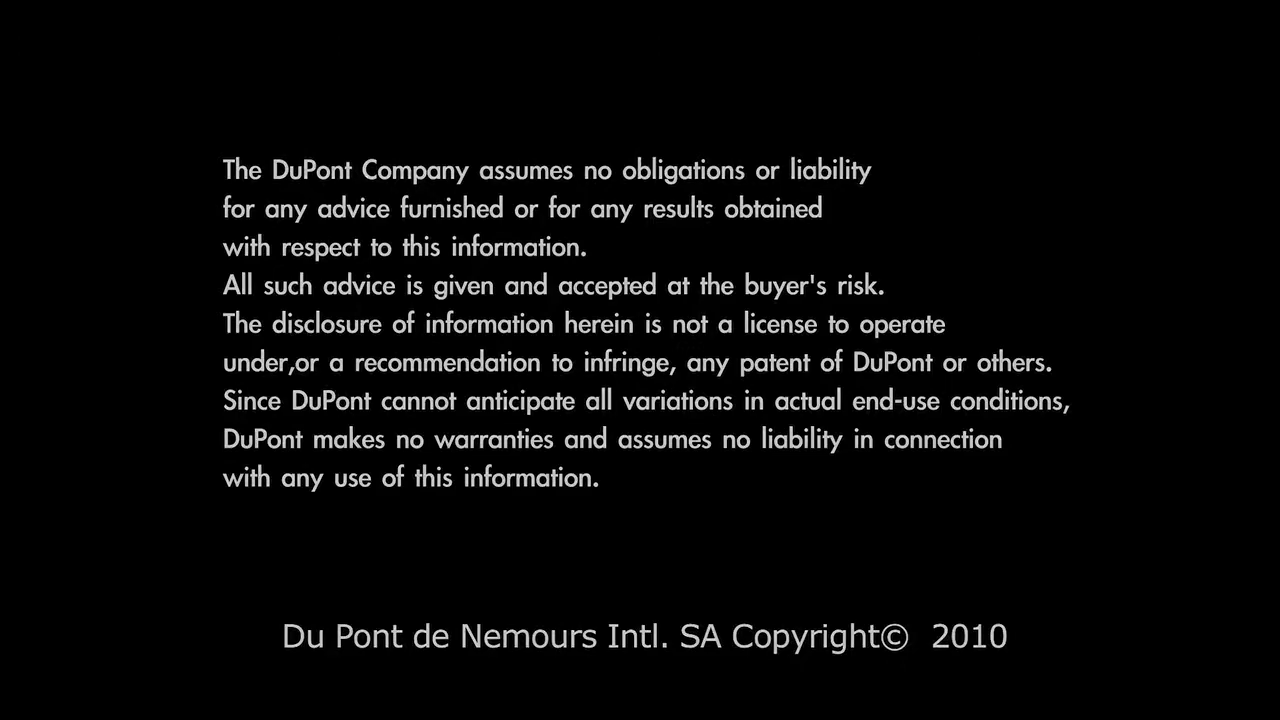 The DuPont Company assumes no obligations or liability
for any advice furnished or for any results obtained
with respect to this information.
All such advice is given and accepted at the buyer's risk.
The disclosure of information herein is not a license to operate
under,or a recommendation to infringe, any patent of DuPont or others.
Since DuPont cannot anticipate all variations in actual end-use conditions,
DuPont makes no warranties and assumes no liability in connection
with any use of this information.
Du Pont de Nemours Intl. SA Copyright© 2010